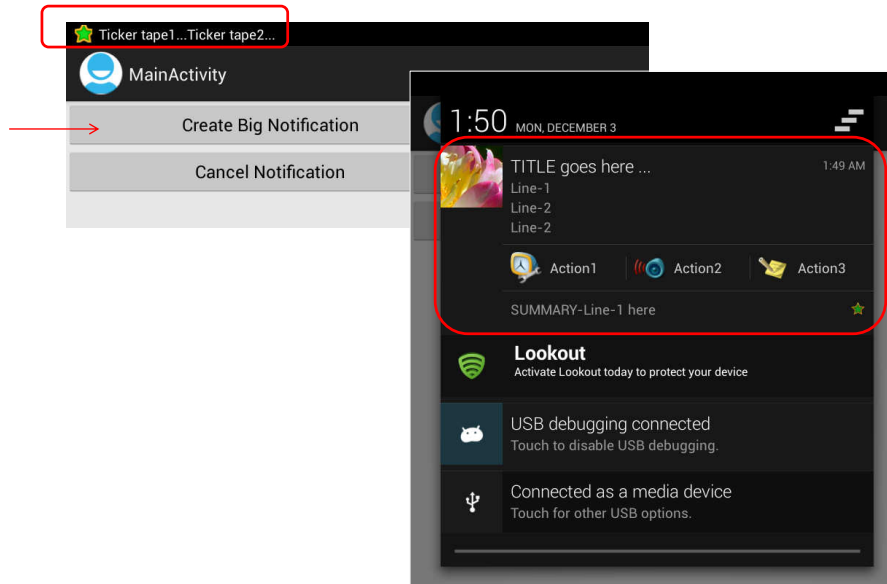 Ticker tape1...Ticker tape2...
MainActivity
Create Big Notification
Cancel Notification
1:50 MON, DECEMBER 3
TITLE goes here ... 1:49 AM
Line-1
Line-2
Line-2
Action1 Action2 Action3
SUMMARY-Line-1 here
Lookout
Activate Lookout today to protect your device
USB debugging connected
Touch to disable USB debugging.
Connected as a media device
Touch for other USB options.